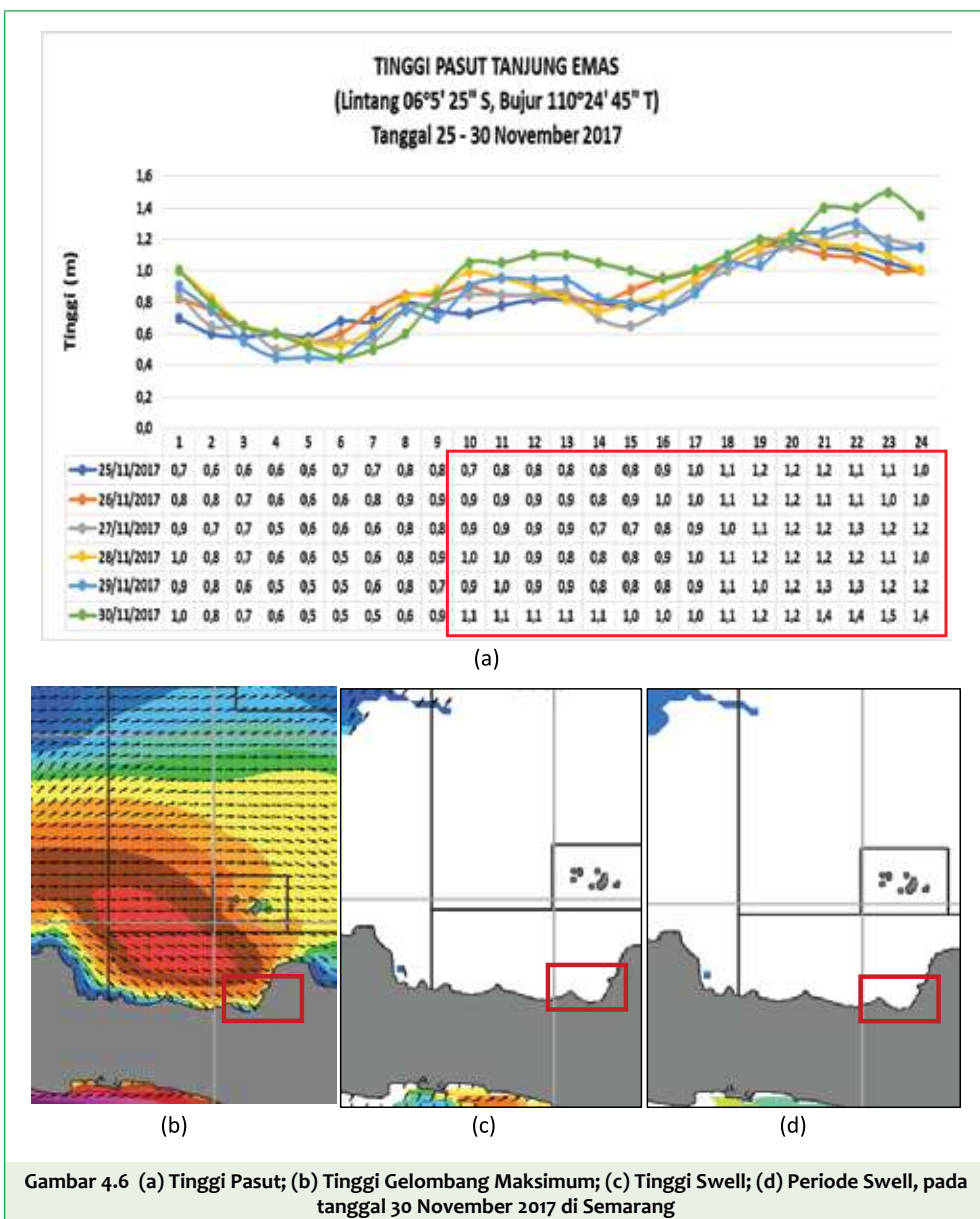 TINGGI PASUT TANJUNG EMAS
(Lintang 06°5' 25" S, Bujur 110°24' 45" T)
Tanggal 25 - 30 November 2017
Tinggi (m)
1,6
1,4
1,2
1,0
0,8
0,6
0,4
0,2
0,0
1 2 3 4 5 6 7 8 9 10 11 12 13 14 15 16 17 18 19 20 21 22 23 24
25/11/2017 0,7 0,6 0,6 0,6 0,6 0,7 0,7 0,8 0,8 0,7 0,8 0,8 0,8 0,8 0,8 0,9 1,0 1,1 1,2 1,2 1,2 1,1 1,1 1,0
26/11/2017 0,8 0,8 0,7 0,6 0,6 0,6 0,8 0,9 0,9 0,9 0,9 0,9 0,9 0,8 0,9 1,0 1,0 1,1 1,2 1,2 1,1 1,1 1,0 1,0
27/11/2017 0,9 0,7 0,7 0,5 0,6 0,6 0,6 0,8 0,8 0,9 0,9 0,9 0,9 0,7 0,7 0,8 0,9 1,0 1,1 1,2 1,2 1,3 1,2 1,2
28/11/2017 1,0 0,8 0,7 0,6 0,6 0,5 0,6 0,8 0,9 1,0 1,0 0,9 0,8 0,8 0,8 0,9 1,0 1,1 1,2 1,2 1,2 1,2 1,1 1,0
29/11/2017 0,9 0,8 0,6 0,5 0,5 0,5 0,6 0,8 0,7 0,9 1,0 0,9 0,9 0,8 0,8 0,8 0,9 1,1 1,0 1,2 1,3 1,3 1,2 1,2
30/11/2017 1,0 0,8 0,7 0,6 0,5 0,5 0,5 0,6 0,9 1,1 1,1 1,1 1,1 1,1 1,0 1,0 1,0 1,1 1,2 1,2 1,4 1,4 1,5 1,4
(a)
(b) (c) (d)
Gambar 4.6 (a) Tinggi Pasut; (b) Tinggi Gelombang Maksimum; (c) Tinggi Swell; (d) Periode Swell, pada
tanggal 30 November 2017 di Semarang